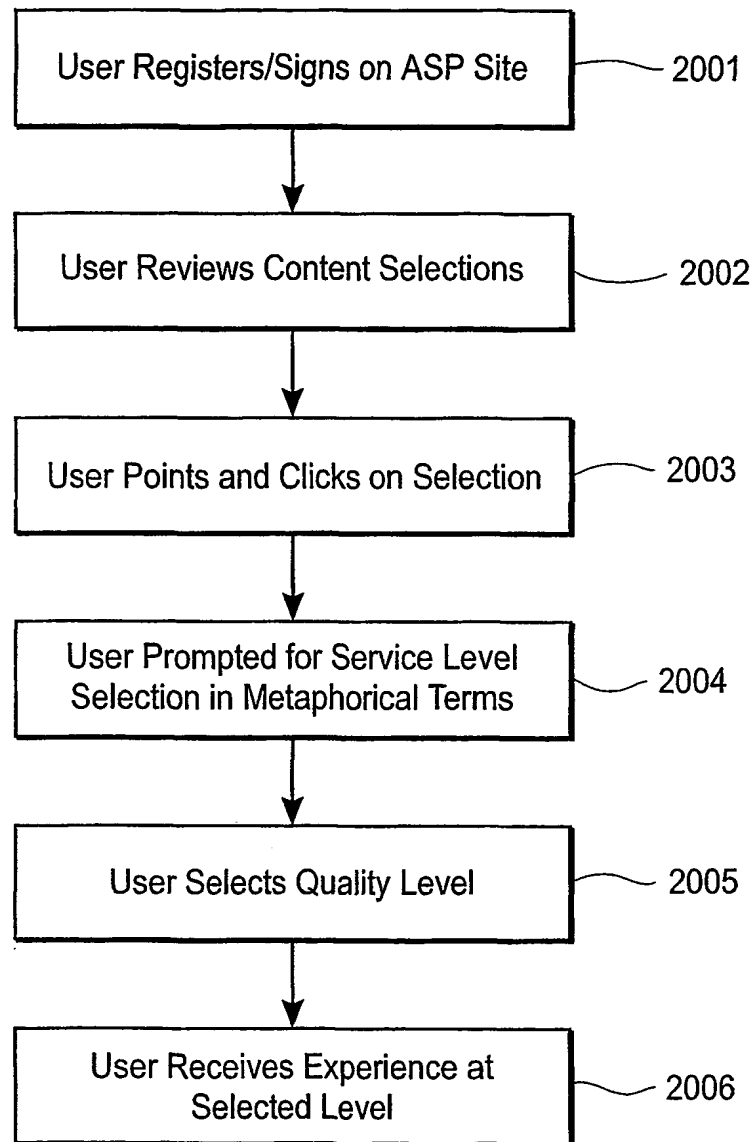 User Registers/Signs on ASP Site
2001
User Reviews Content Selections
2002
User Points and Clicks on Selection
2003
User Prompted for Service Level
Selection in Metaphorical Terms
2004
User Selects Quality Level
2005
User Receives Experience at
Selected Level
2006